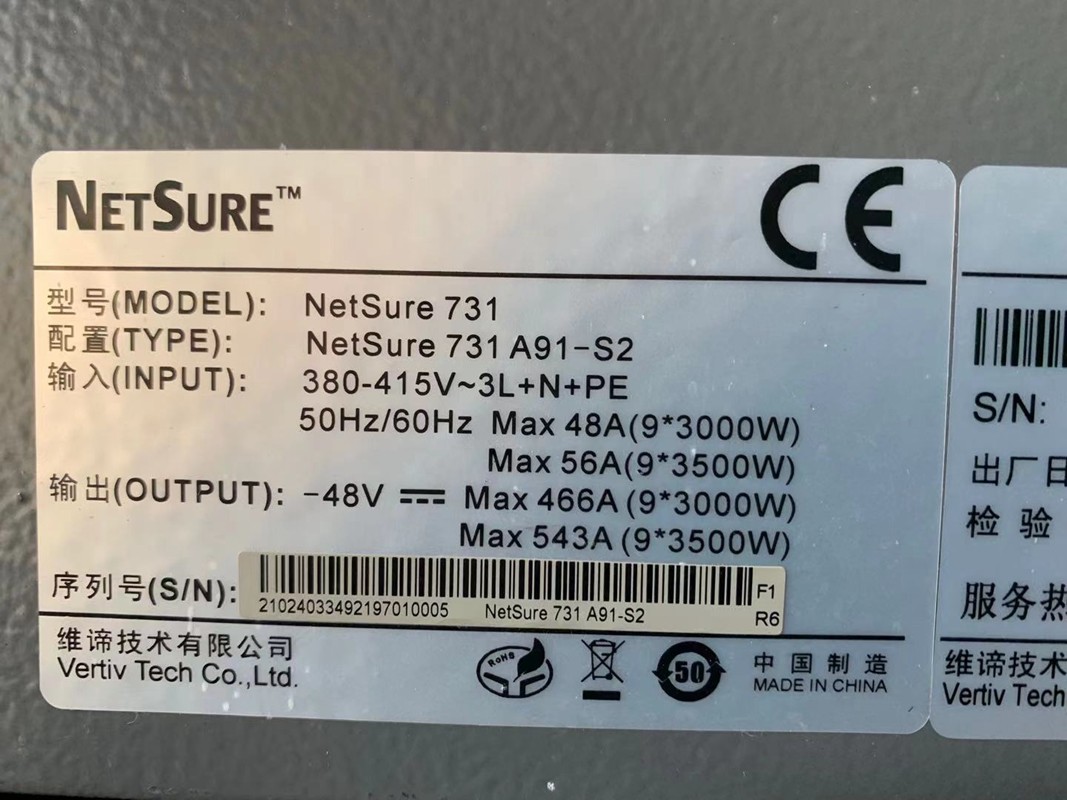 NETSURE™
CE
型号(MODEL): NetSure 731
配置(TYPE): NetSure 731 A91-S2
输入(INPUT): 380-415V~3L+N+PE
50Hz/60Hz Max 48A(9*3000W)
Max 56A(9*3500W)
输出(OUTPUT): -48V ⎓ Max 466A(9*3000W)
Max 543A(9*3500W)
序列号(S/N):
F1
21024033492197010005 NetSure 731 A91-S2
R6
维谛技术有限公司
Vertiv Tech Co.,Ltd.
RoHS
50
中国制造
MADE IN CHINA
S/N:
出厂日
检 验
服务热
维谛技术
Vertiv Tech